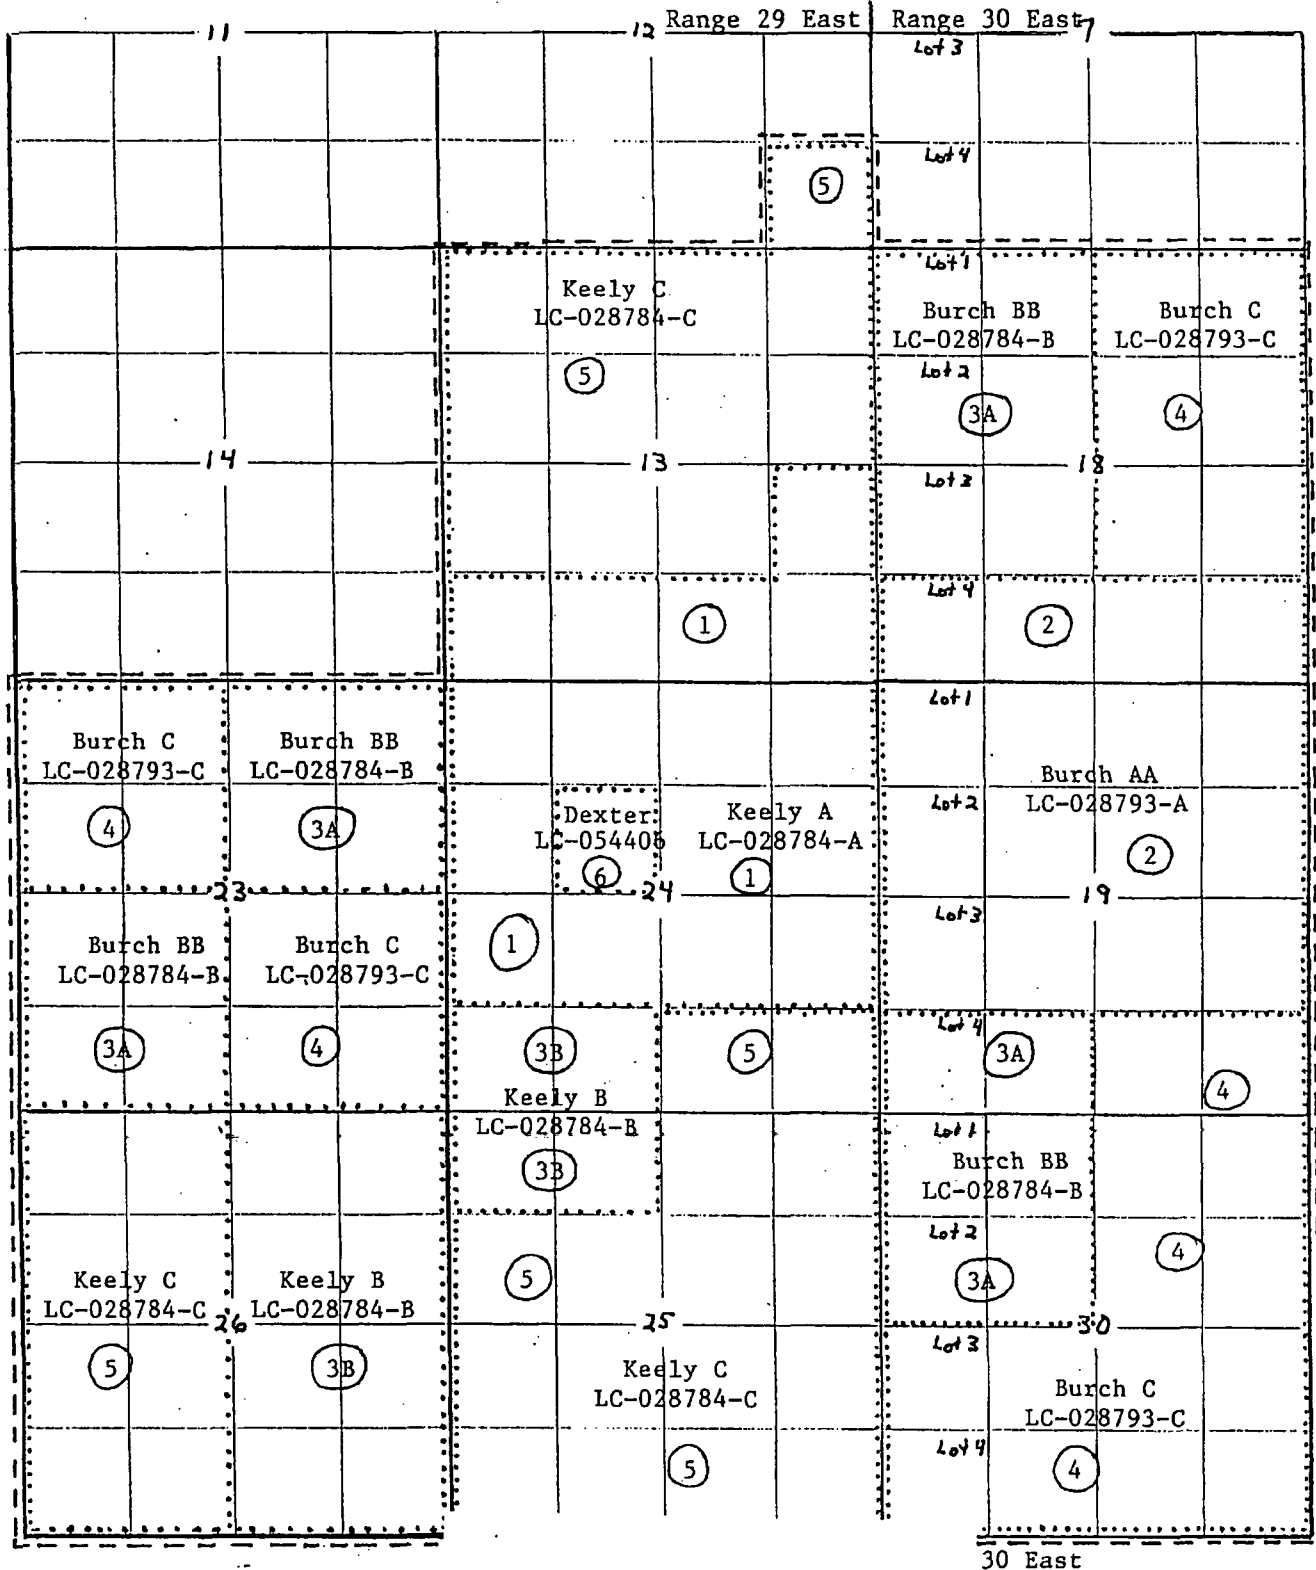 Range 29 East Range 30 East
11 12 7
Lot 3
Lot 4
5
Lot 1
Keely C
LC-028784-C
Burch BB
LC-028784-B
Burch C
LC-028793-C
Lot 2
5
3A
4
14 13 18
Lot 3
Lot 4
1
2
Lot 1
Burch C
LC-028793-C
Burch BB
LC-028784-B
Burch AA
LC-028793-A
Lot 2
Dexter
LC-054406
Keely A
LC-028784-A
4
3A
6
1
2
23 24 19
Lot 3
1
Burch BB
LC-028784-B
Burch C
LC-028793-C
Lot 4
3A
4
3B
5
3A
4
Keely B
LC-028784-B
Lot 1
3B
Burch BB
LC-028784-B
Lot 2
4
5
3A
Keely C
LC-028784-C
Keely B
LC-028784-B
26 25 30
Lot 3
5
3B
Keely C
LC-028784-C
Burch C
LC-028793-C
Lot 4
5
4
30 East